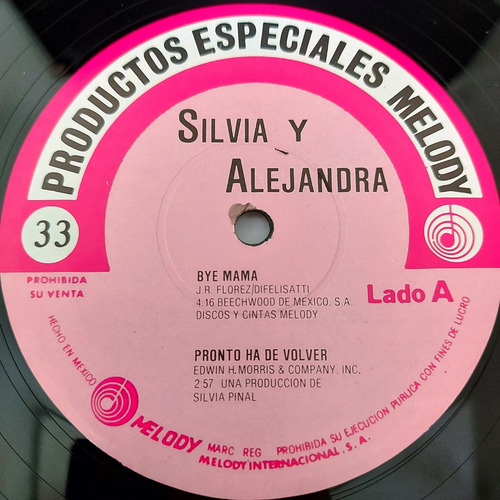 PRODUCTOS ESPECIALES MELODY
SILVIA Y
ALEJANDRA
33
PROHIBIDA
SU VENTA
BYE MAMA
J.R. FLOREZ/DIFELISATTI
4:16 BEECHWOOD DE MEXICO, S.A.
DISCOS Y CINTAS MELODY
Lado A
PRONTO HA DE VOLVER
EDWIN H. MORRIS & COMPANY, INC.
2:57 UNA PRODUCCION DE
SILVIA PINAL
HECHO EN MEXICO
MELODY
MARC REG PROHIBIDA SU EJECUCION PUBLICA CON FINES DE LUCRO
MELODY INTERNACIONAL, S.A.